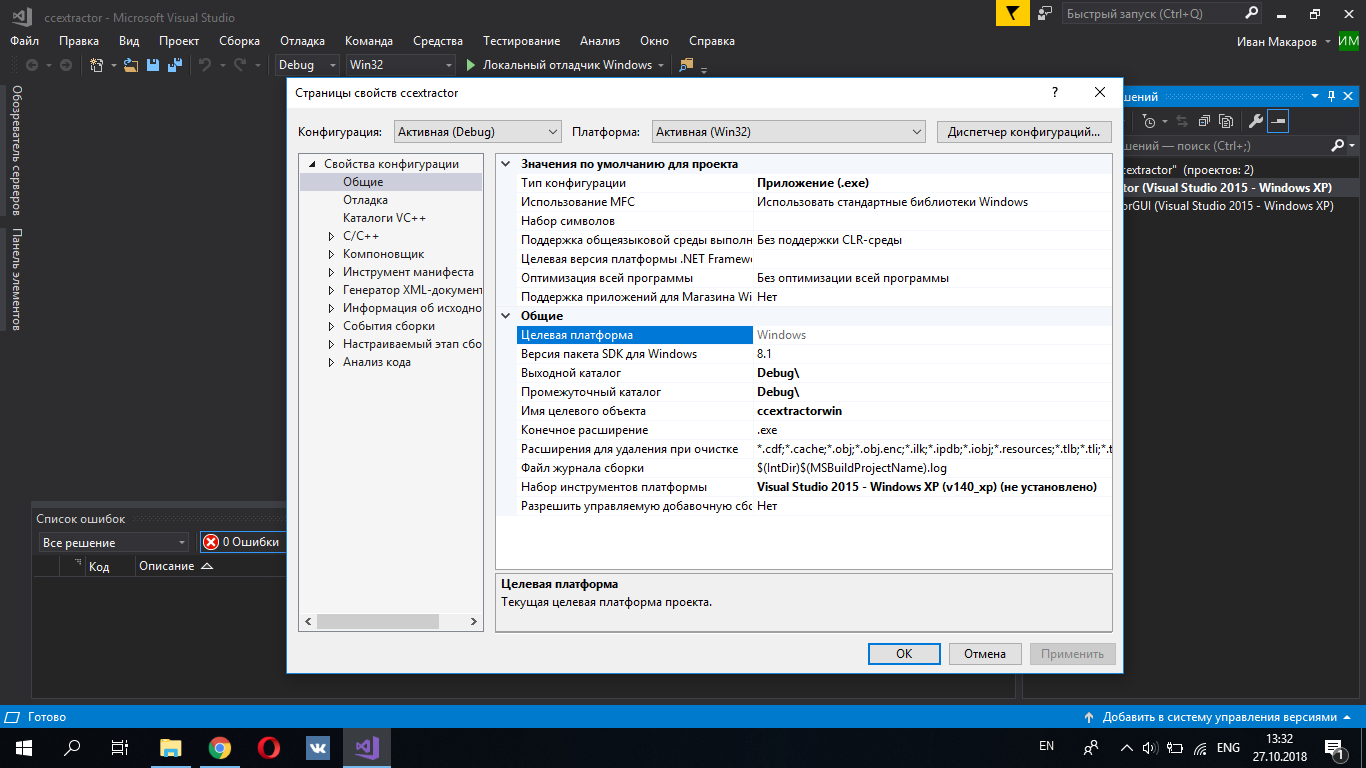 ccextractor - Microsoft Visual Studio
Быстрый запуск (Ctrl+Q)
Файл Правка Вид Проект Сборка Отладка Команда Средства Тестирование Анализ Окно Справка
Иван Макаров ИМ
Debug Win32 Локальный отладчик Windows
Обозреватель серверов
Панель элементов
Страницы свойств ccextractor
?
Конфигурация: Активная (Debug) Платформа: Активная (Win32) Диспетчер конфигураций...
Свойства конфигурации
Общие
Отладка
Каталоги VC++
C/C++
Компоновщик
Инструмент манифеста
Генератор XML-документ
Информация об исходно
События сборки
Настраиваемый этап сбо
Анализ кода
Значения по умолчанию для проекта
Тип конфигурации Приложение (.exe)
Использование MFC Использовать стандартные библиотеки Windows
Набор символов
Поддержка общеязыковой среды выполн Без поддержки CLR-среды
Целевая версия платформы .NET Framew
Оптимизация всей программы Без оптимизации всей программы
Поддержка приложений для Магазина Wi Нет
Общие
Целевая платформа Windows
Версия пакета SDK для Windows 8.1
Выходной каталог Debug\
Промежуточный каталог Debug\
Имя целевого объекта ccextractorwin
Конечное расширение .exe
Расширения для удаления при очистке *.cdf;*.cache;*.obj;*.obj.enc;*.ilk;*.ipdb;*.iobj;*.resources;*.tlb;*.tli;*.t
Файл журнала сборки $(IntDir)$(MSBuildProjectName).log
Набор инструментов платформы Visual Studio 2015 - Windows XP (v140_xp) (не установлено)
Разрешить управляемую добавочную сбо Нет
Целевая платформа
Текущая целевая платформа проекта.
ОК Отмена Применить
шений
шений — поиск (Ctrl+;)
cextractor" (проектов: 2)
tor (Visual Studio 2015 - Windows XP)
orGUI (Visual Studio 2015 - Windows XP)
Список ошибок
Все решение 0 Ошибки
Код Описание
Готово
Добавить в систему управления версиями
EN
ENG
13:32
27.10.2018
1